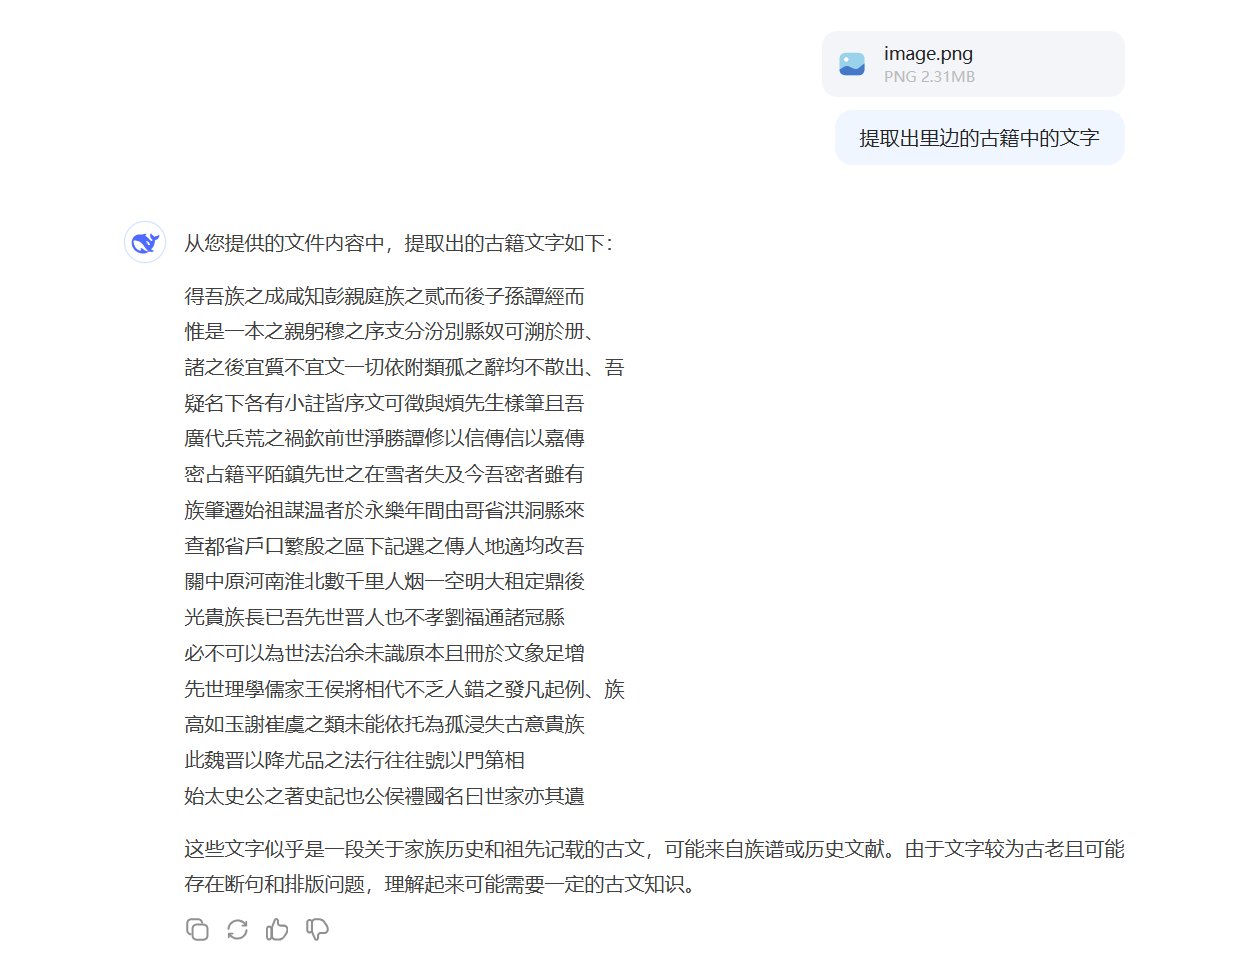 image.png
PNG 2.31MB
提取出里边的古籍中的文字
从您提供的文件内容中，提取出的古籍文字如下：
得吾族之成咸知彭親庭族之贰而後子孫譚經而
惟是一本之親躬穆之序支分汾別縣奴可溯於册、
諸之後宜質不宜文一切依附類孤之辭均不散出、吾
疑名下各有小註皆序文可徵與煩先生樣筆且吾
廣代兵荒之禍欽前世淨勝譚修以信傳信以嘉傳
密占籍平陌鎮先世之在雪者失及今吾密者雖有
族肇遷始祖謀温者於永樂年間由哥省洪洞縣來
查都省戶口繁殷之區下記選之傳人地適均改吾
關中原河南淮北數千里人烟一空明大租定鼎後
光貴族長已吾先世晋人也不孝劉福通諸冠縣
必不可以為世法治余未識原本且冊於文象足增
先世理學儒家王侯將相代不乏人錯之發凡起例、族
高如玉謝崔虞之類未能依托為孤浸失古意貴族
此魏晋以降尤品之法行往往號以門第相
始太史公之著史記也公侯禮國名曰世家亦其遺
这些文字似乎是一段关于家族历史和祖先记载的古文，可能来自族谱或历史文献。由于文字较为古老且可能
存在断句和排版问题，理解起来可能需要一定的古文知识。